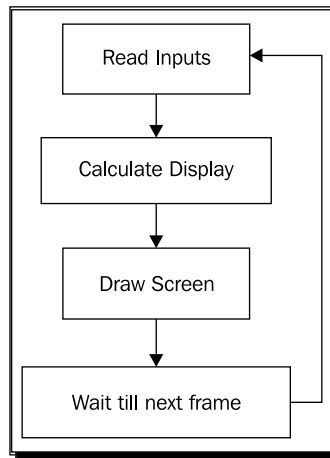 Read Inputs
Calculate Display
Draw Screen
Wait till next frame